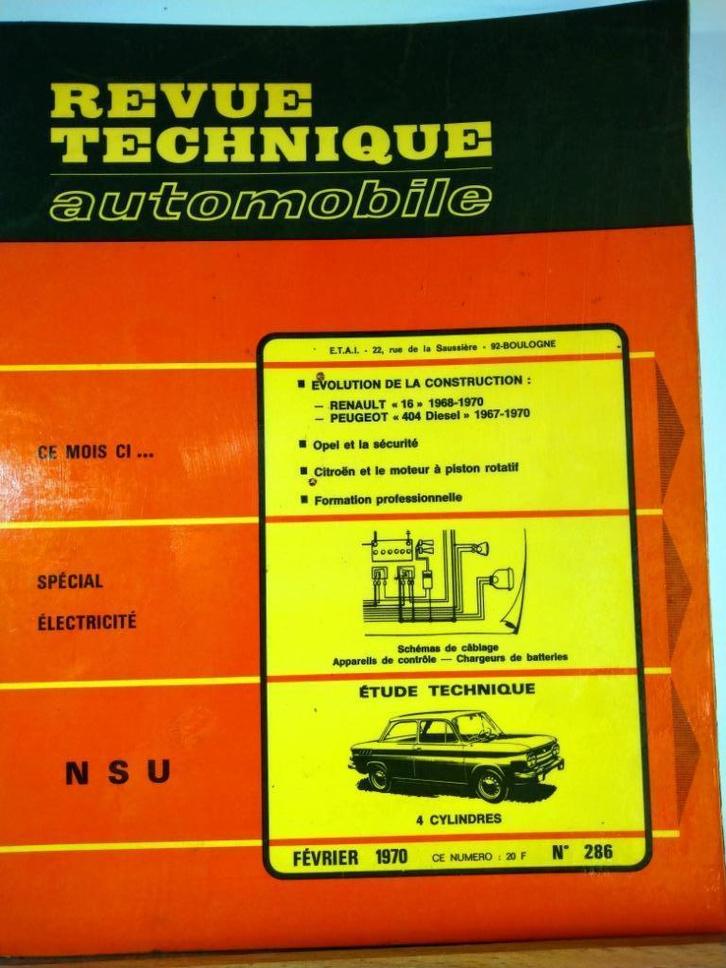 REVUE
TECHNIQUE
automobile
E.T.A.I. - 22, rue de la Saussière - 92-BOULOGNE
CE MOIS CI ...
■ EVOLUTION DE LA CONSTRUCTION :
— RENAULT « 16 » 1968-1970
— PEUGEOT « 404 Diesel » 1967-1970
■ Opel et la sécurité
■ Citroën et le moteur à piston rotatif
■ Formation professionnelle
SPÉCIAL
ÉLECTRICITÉ
Schémas de câblage
Appareils de contrôle — Chargeurs de batteries
NSU
ÉTUDE TECHNIQUE
4 CYLINDRES
FÉVRIER 1970 CE NUMERO : 20 F N° 286